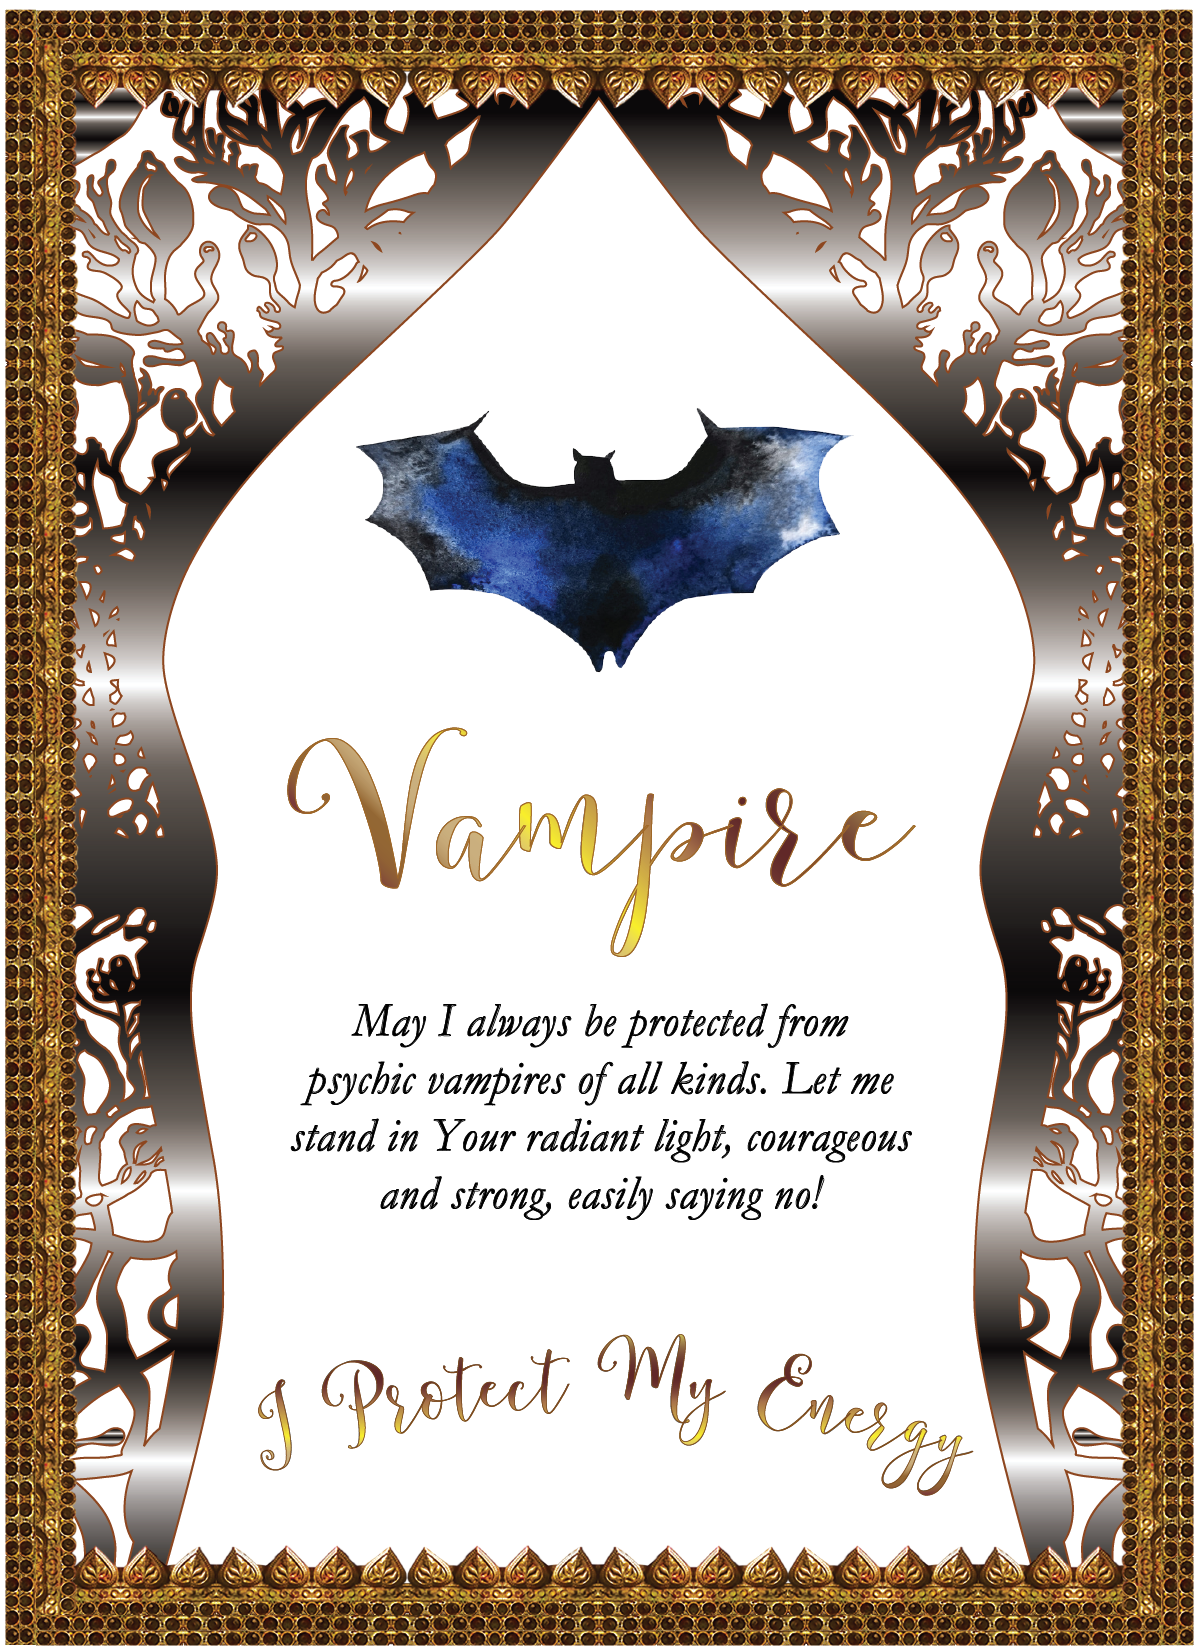 Vampire
May I always be protected from
psychic vampires of all kinds. Let me
stand in Your radiant light, courageous
and strong, easily saying no!
I Protect My Energy